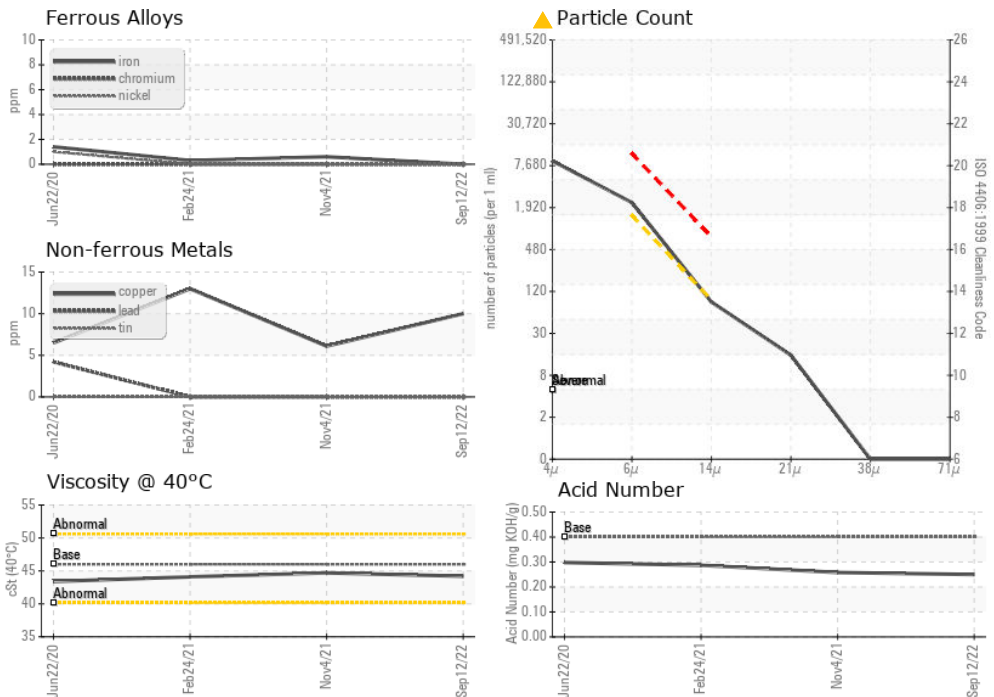 Ferrous Alloys
10
8
6
4
2
0
ppm
iron
chromium
nickel
Jun22/20
Feb24/21
Nov4/21
Sep12/22
Non-ferrous Metals
15
10
5
0
ppm
copper
lead
tin
Jun22/20
Feb24/21
Nov4/21
Sep12/22
Viscosity @ 40°C
55
50
45
40
35
cSt (40°C)
Abnormal
Base
Abnormal
Jun22/20
Feb24/21
Nov4/21
Sep12/22
Particle Count
491,520
122,880
30,720
7,680
1,920
480
120
30
8
2
0
number of particles (per 1 ml)
26
24
22
20
18
16
14
12
10
8
6
ISO 4406:1999 Cleanliness Code
Abnormal
4µ
6µ
14µ
21µ
38µ
71µ
Acid Number
0.50
0.40
0.30
0.20
0.10
0.00
Acid Number (mg KOH/g)
Base
Jun22/20
Feb24/21
Nov4/21
Sep12/22